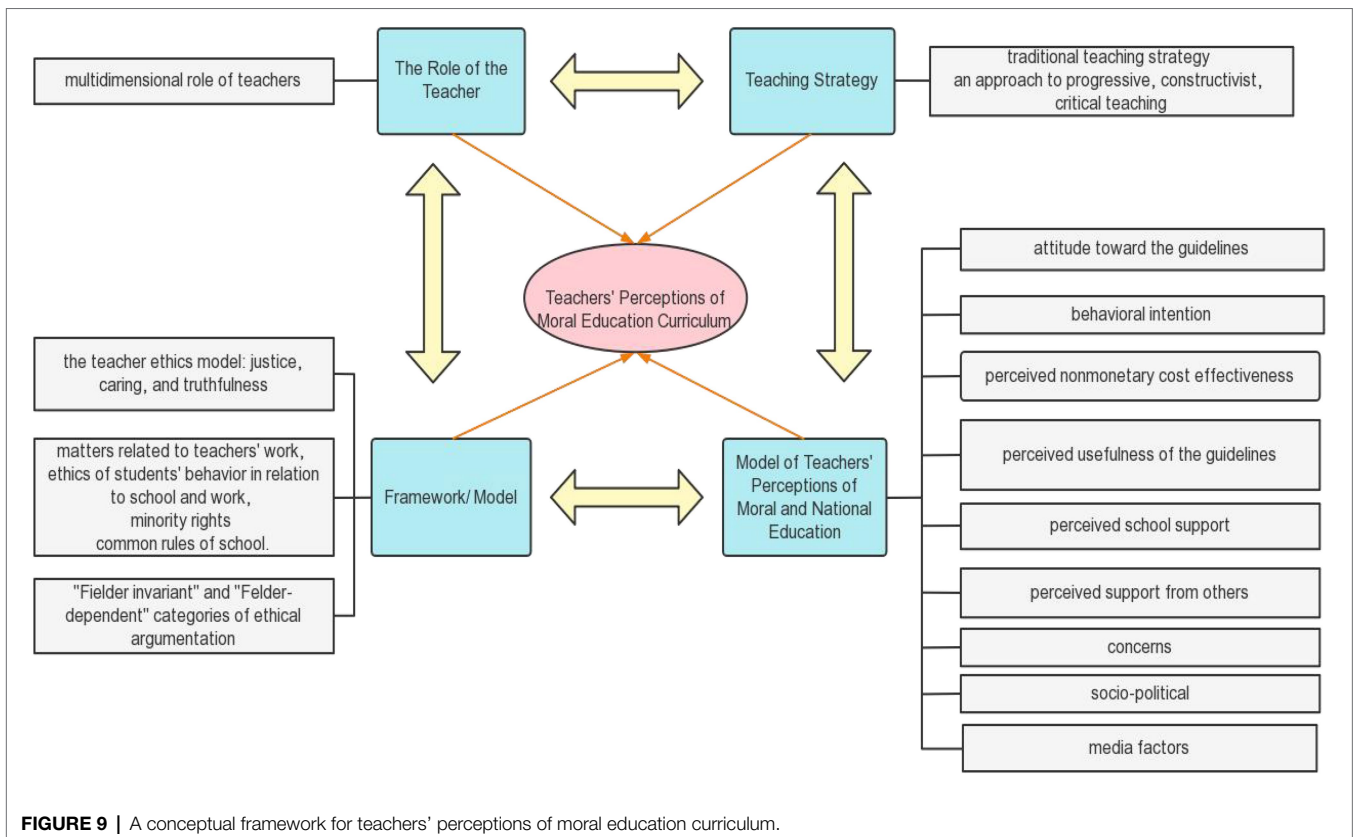 multidimensional role of teachers
The Role of the
Teacher
Teaching Strategy
traditional teaching strategy
an approach to progressive, constructivist,
critical teaching
Teachers' Perceptions of
Moral Education Curriculum
the teacher ethics model: justice,
caring, and truthfulness
matters related to teachers' work,
ethics of students' behavior in relation
to school and work,
minority rights
common rules of school.
"Fielder invariant" and "Felder-
dependent" categories of ethical
argumentation
Framework/ Model
Model of Teachers'
Perceptions of
Moral and National
Education
attitude toward the guidelines
behavioral intention
perceived nonmonetary cost effectiveness
perceived usefulness of the guidelines
perceived school support
perceived support from others
concerns
socio-political
media factors
FIGURE 9 | A conceptual framework for teachers' perceptions of moral education curriculum.